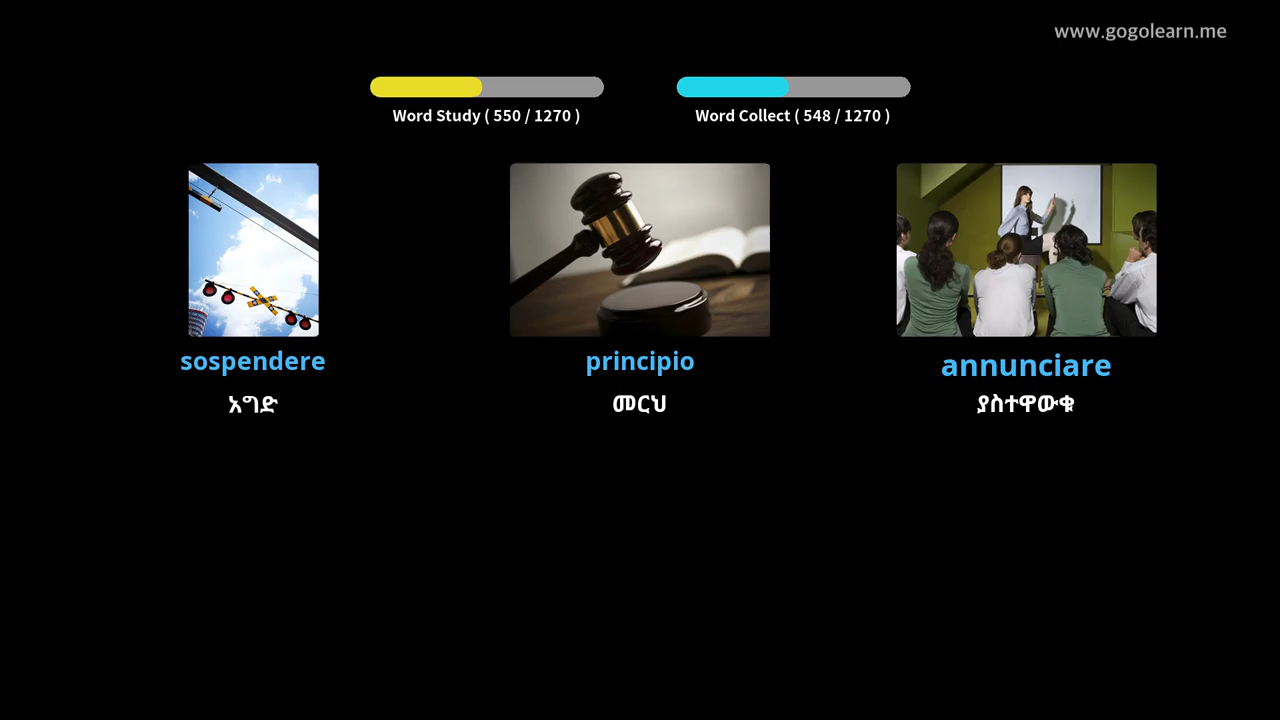 www.gogolearn.me
Word Study ( 550 / 1270 )
Word Collect ( 548 / 1270 )
sospendere
አግድ
principio
መርህ
annunciare
ያስተዋውቁ